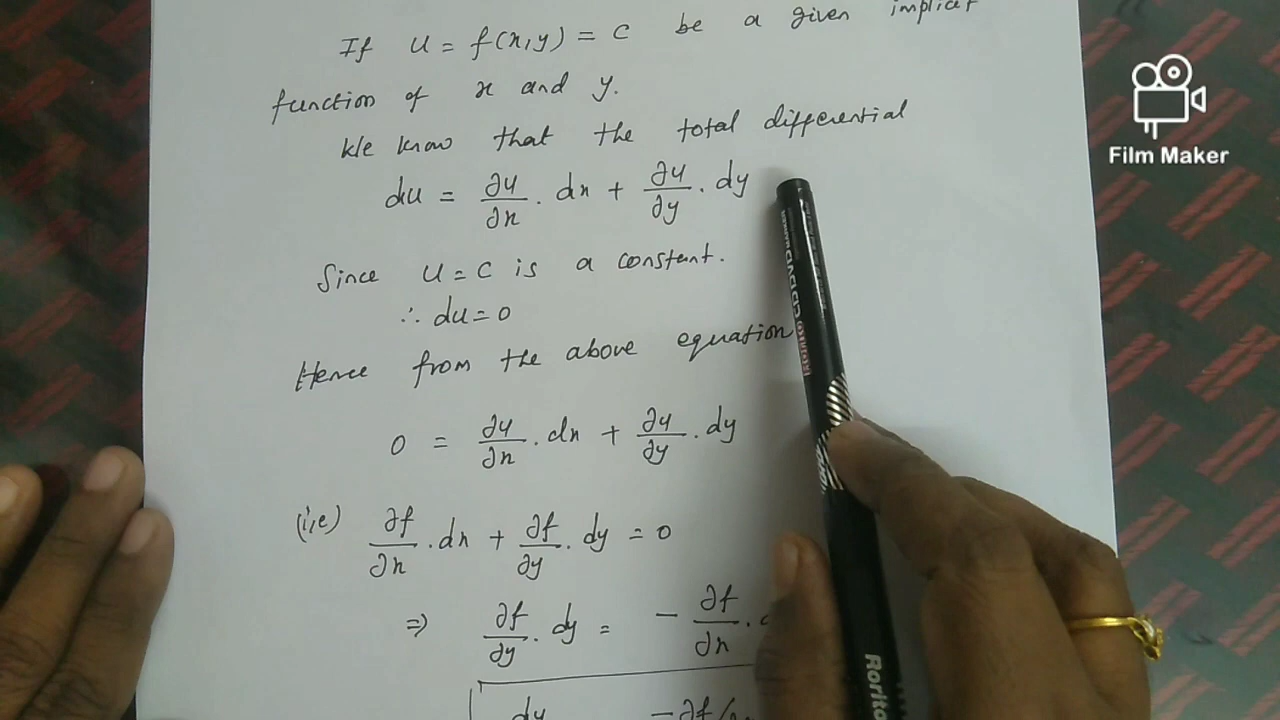 If u = f(x,y) = c be a given implicit
function of x and y.
We know that the total differential
du = ∂u/∂x . dx + ∂u/∂y . dy
Since u = c is a constant.
∴ du = 0
Hence from the above equation
0 = ∂u/∂x . dx + ∂u/∂y . dy
(i,e) ∂f/∂x . dx + ∂f/∂y . dy = 0
⇒ ∂f/∂y . dy = - ∂f/∂x .
dy - ∂f/
Film Maker
Rorito